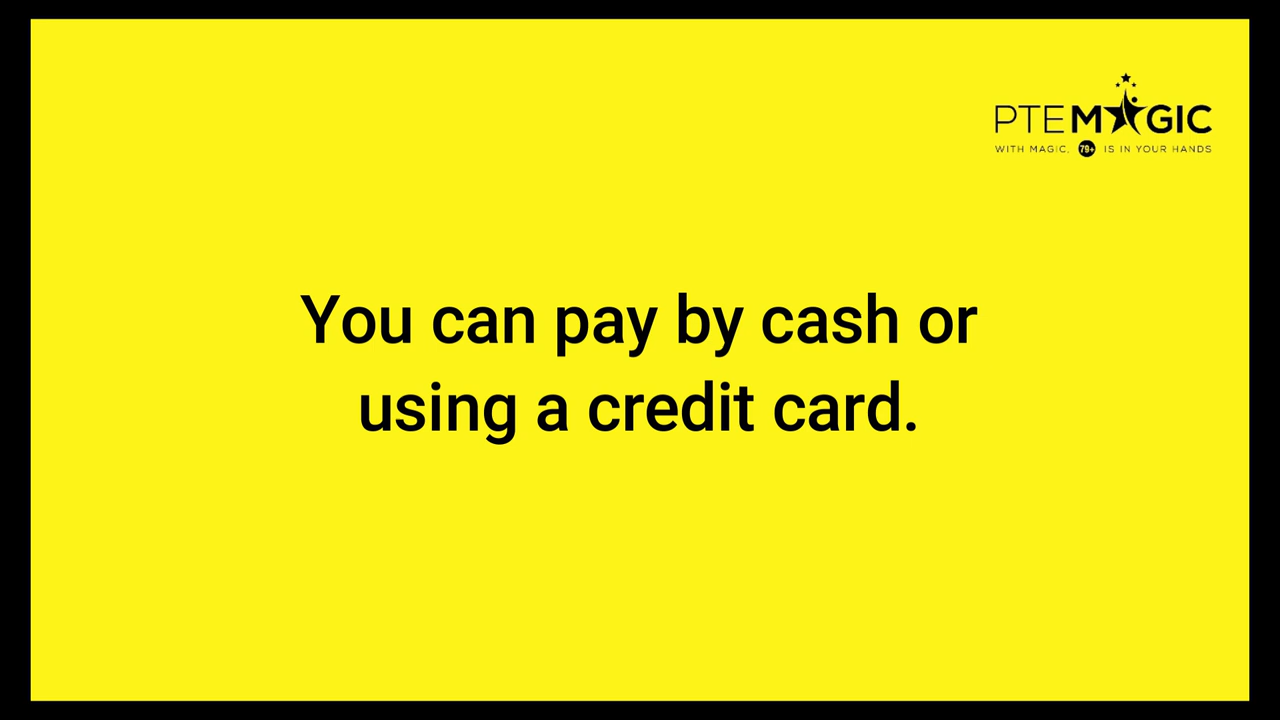 PTEMAGIC
WITH MAGIC, 79+ IS IN YOUR HANDS
You can pay by cash or
using a credit card.